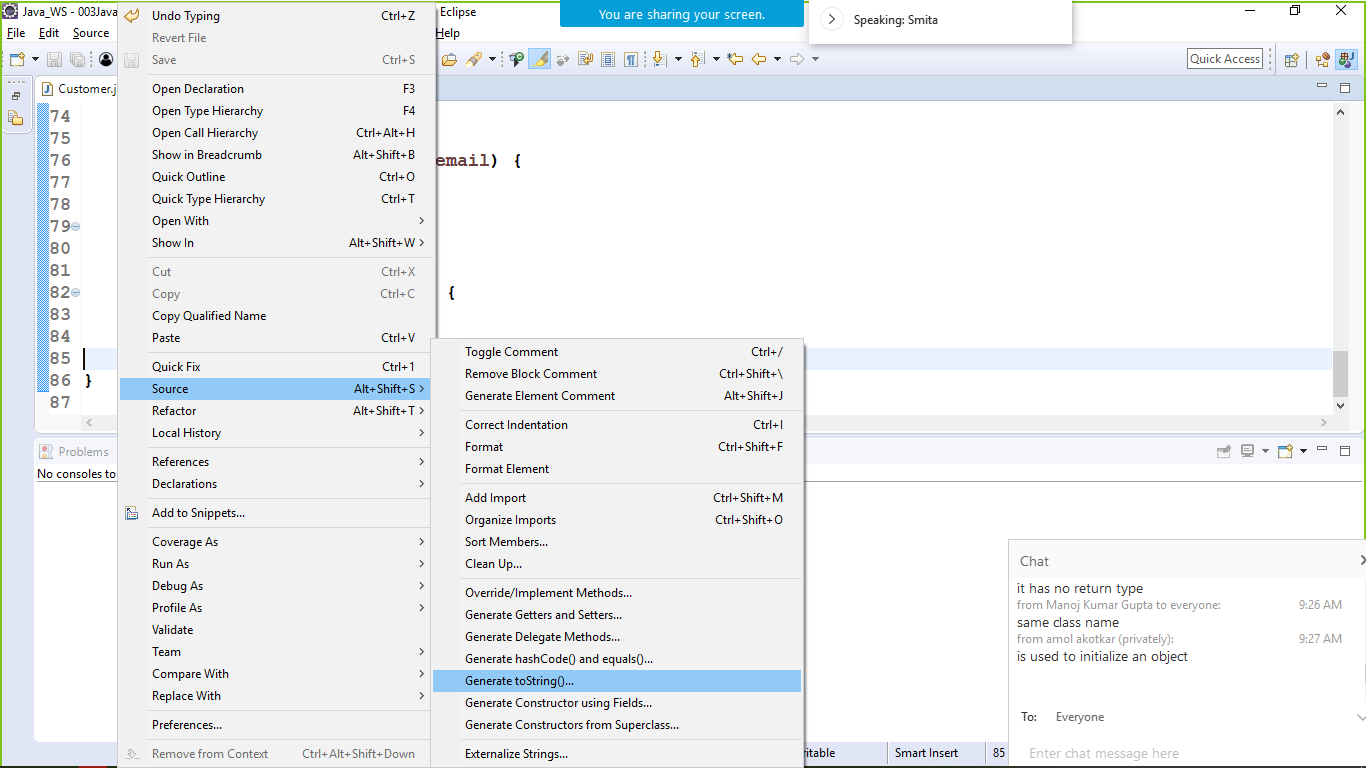 Java_WS - 003Java
Eclipse
You are sharing your screen.
Speaking: Smita
File Edit Source
Help
Quick Access
Customer.j
74
75
76 email) {
77
78
79
80
81
82 {
83
84
85
86 }
87
Undo Typing Ctrl+Z
Revert File
Save Ctrl+S
Open Declaration F3
Open Type Hierarchy F4
Open Call Hierarchy Ctrl+Alt+H
Show in Breadcrumb Alt+Shift+B
Quick Outline Ctrl+O
Quick Type Hierarchy Ctrl+T
Open With
Show In Alt+Shift+W
Cut Ctrl+X
Copy Ctrl+C
Copy Qualified Name
Paste Ctrl+V
Quick Fix Ctrl+1
Source Alt+Shift+S
Refactor Alt+Shift+T
Local History
References
Declarations
Add to Snippets...
Coverage As
Run As
Debug As
Profile As
Validate
Team
Compare With
Replace With
Preferences...
Remove from Context Ctrl+Alt+Shift+Down
Toggle Comment Ctrl+/
Remove Block Comment Ctrl+Shift+\
Generate Element Comment Alt+Shift+J
Correct Indentation Ctrl+I
Format Ctrl+Shift+F
Format Element
Add Import Ctrl+Shift+M
Organize Imports Ctrl+Shift+O
Sort Members...
Clean Up...
Override/Implement Methods...
Generate Getters and Setters...
Generate Delegate Methods...
Generate hashCode() and equals()...
Generate toString()...
Generate Constructor using Fields...
Generate Constructors from Superclass...
Externalize Strings...
Problems
No consoles to
Chat
it has no return type
from Manoj Kumar Gupta to everyone: 9:26 AM
same class name
from amol akotkar (privately): 9:27 AM
is used to initialize an object
To: Everyone
Enter chat message here
itable Smart Insert 85